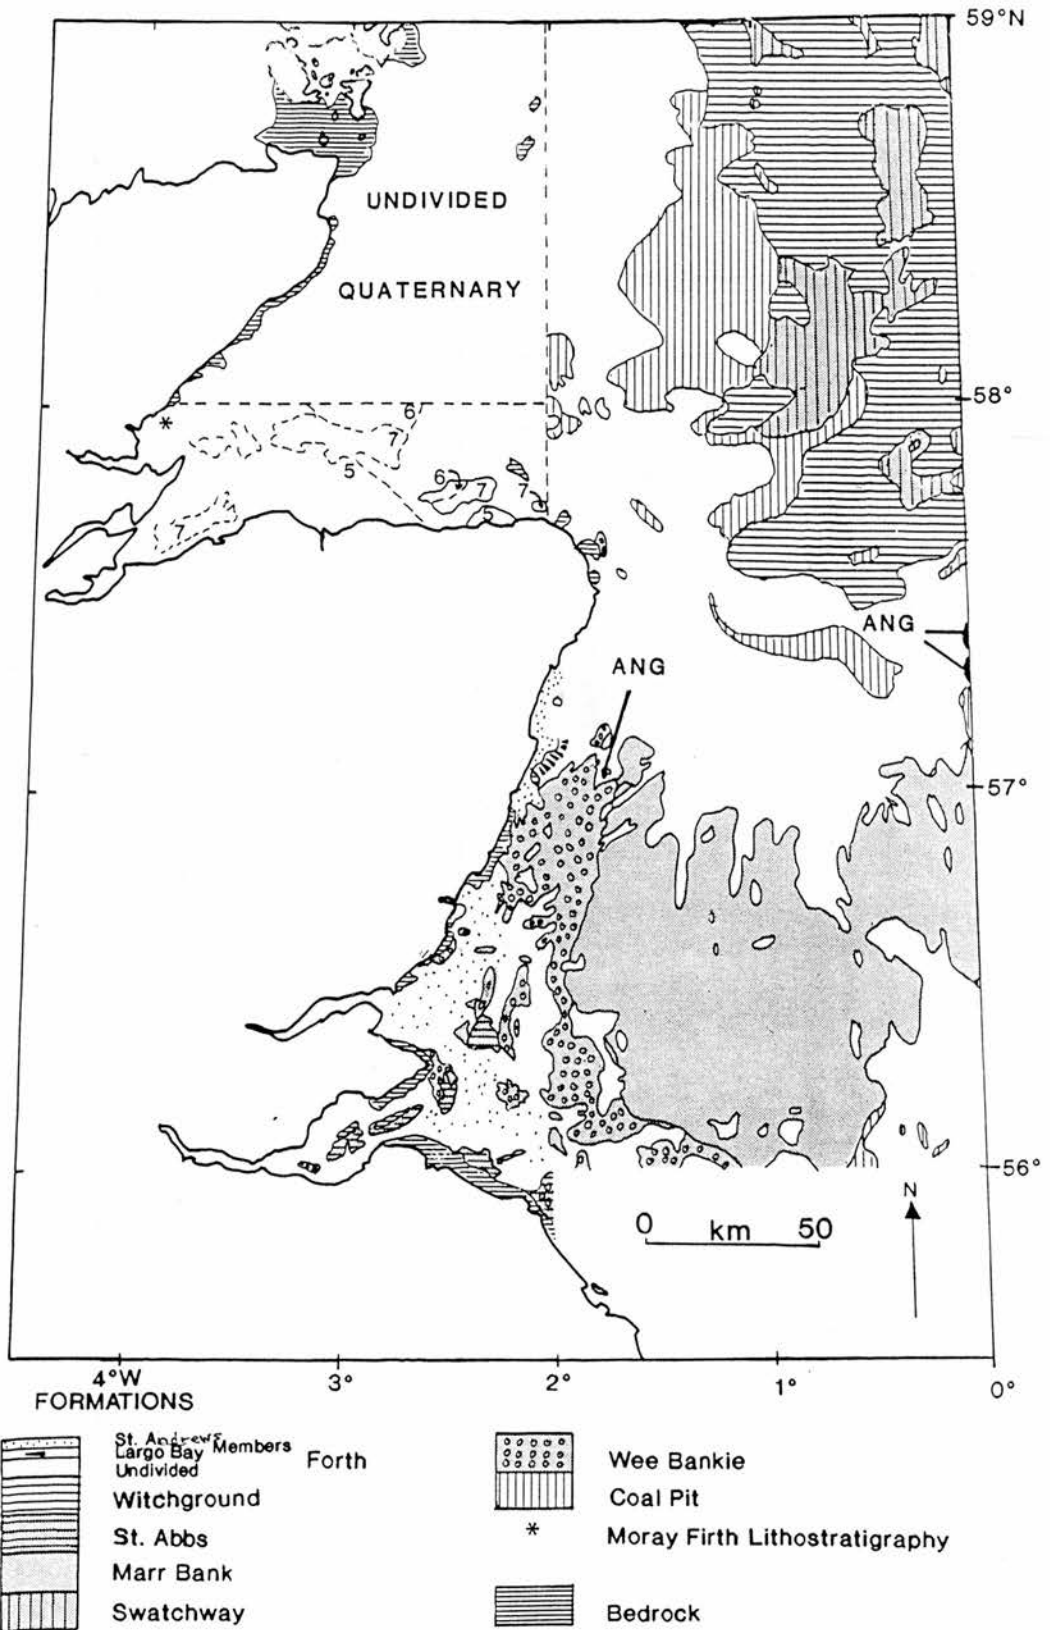 59°N
UNDIVIDED
QUATERNARY
58°
*
6
7
5
6
7
7
5
7
ANG
ANG
57°
56°
N
0 km 50
4°W 3° 2° 1° 0°
FORMATIONS
St. Andrews
Largo Bay Members
Undivided
Forth
Witchground
St. Abbs
Marr Bank
Swatchway
Wee Bankie
Coal Pit
* Moray Firth Lithostratigraphy
Bedrock